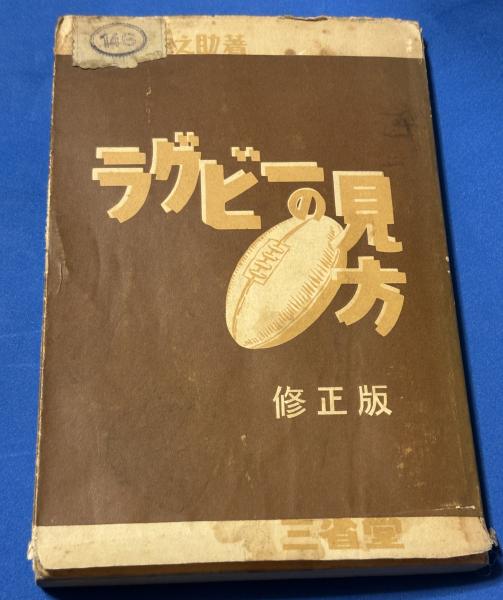 146
之助著
ラグビーの見方
修正版
三省堂